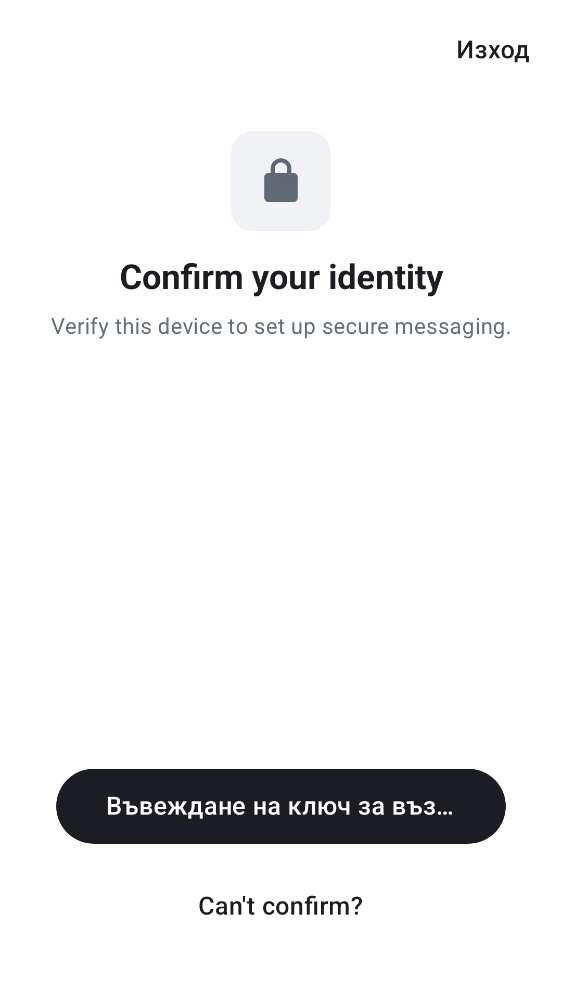 Изход
Confirm your identity
Verify this device to set up secure messaging.
Въвеждане на ключ за въз…
Can't confirm?